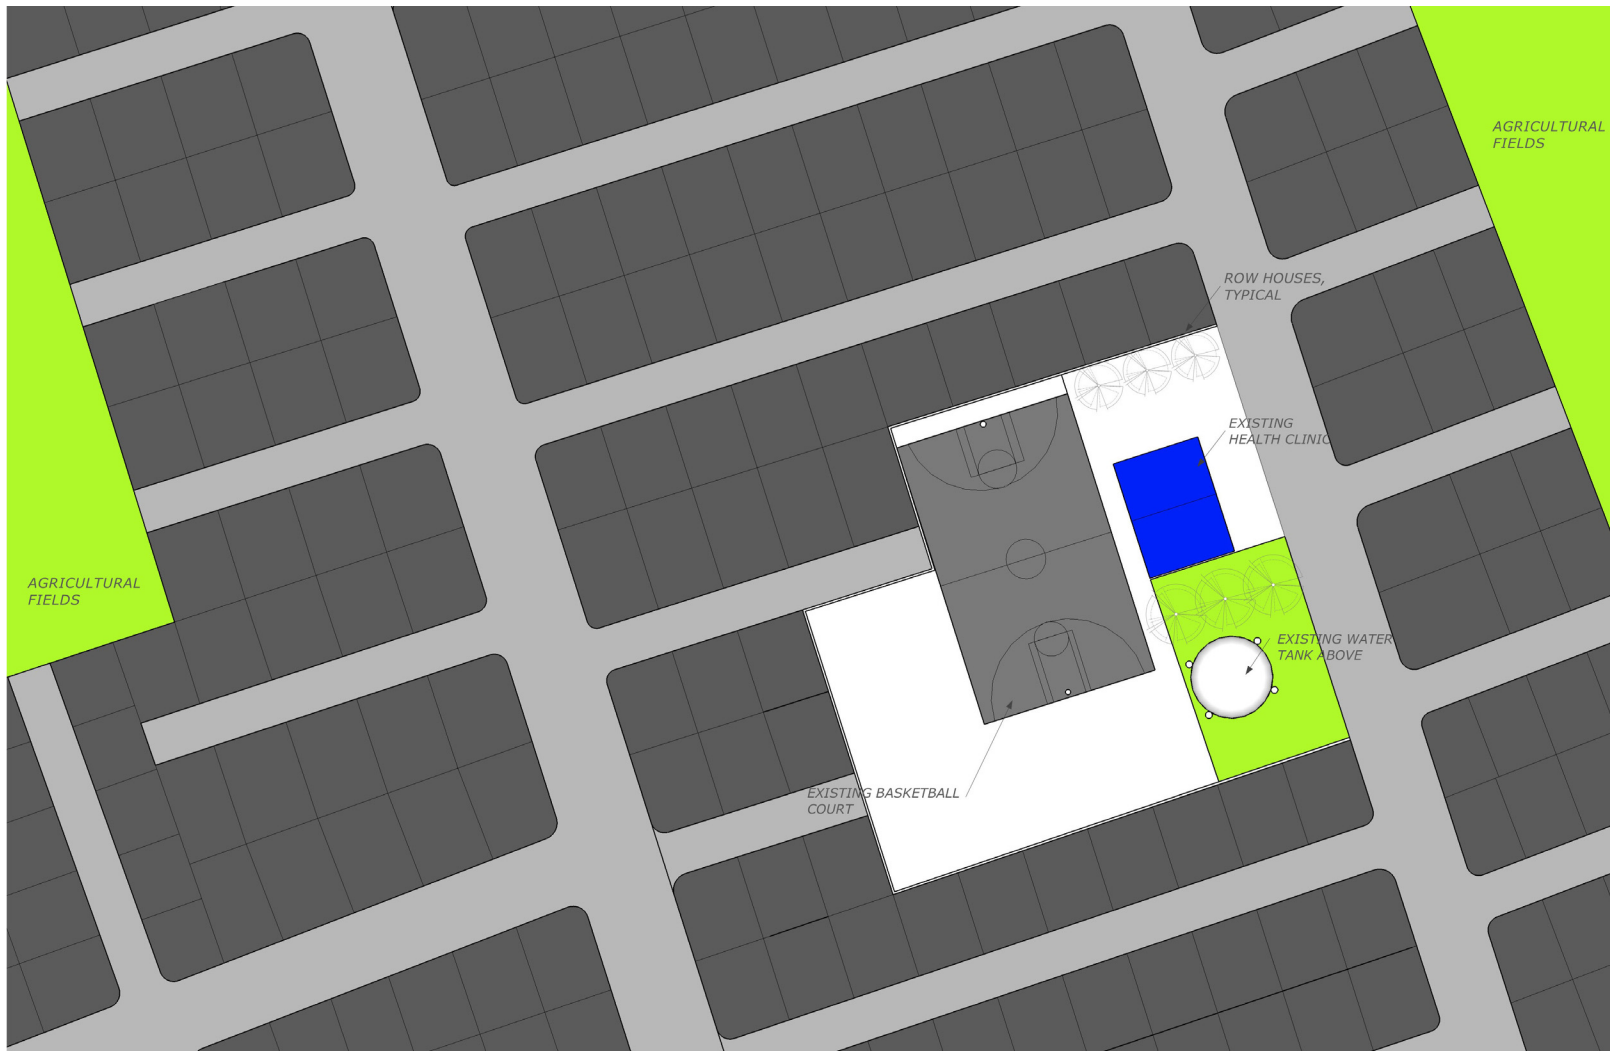 AGRICULTURAL
FIELDS
ROW HOUSES,
TYPICAL
EXISTING
HEALTH CLINIC
AGRICULTURAL
FIELDS
EXISTING WATER
TANK ABOVE
EXISTING BASKETBALL
COURT